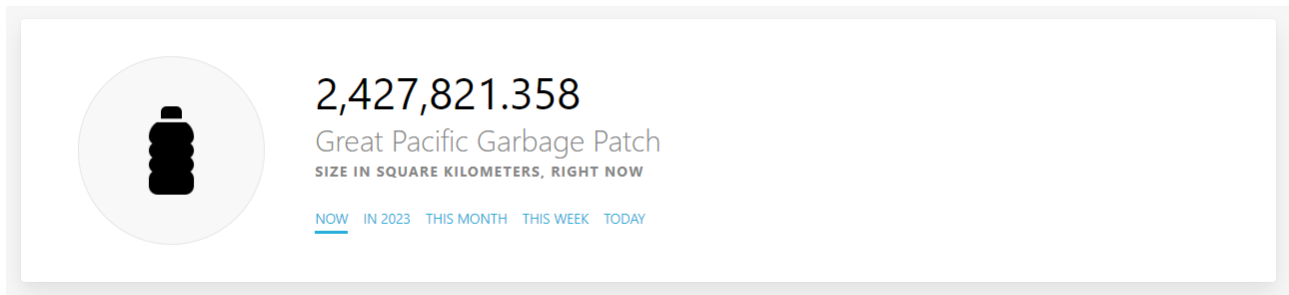 2,427,821.358
Great Pacific Garbage Patch
SIZE IN SQUARE KILOMETERS, RIGHT NOW
NOW IN 2023 THIS MONTH THIS WEEK TODAY